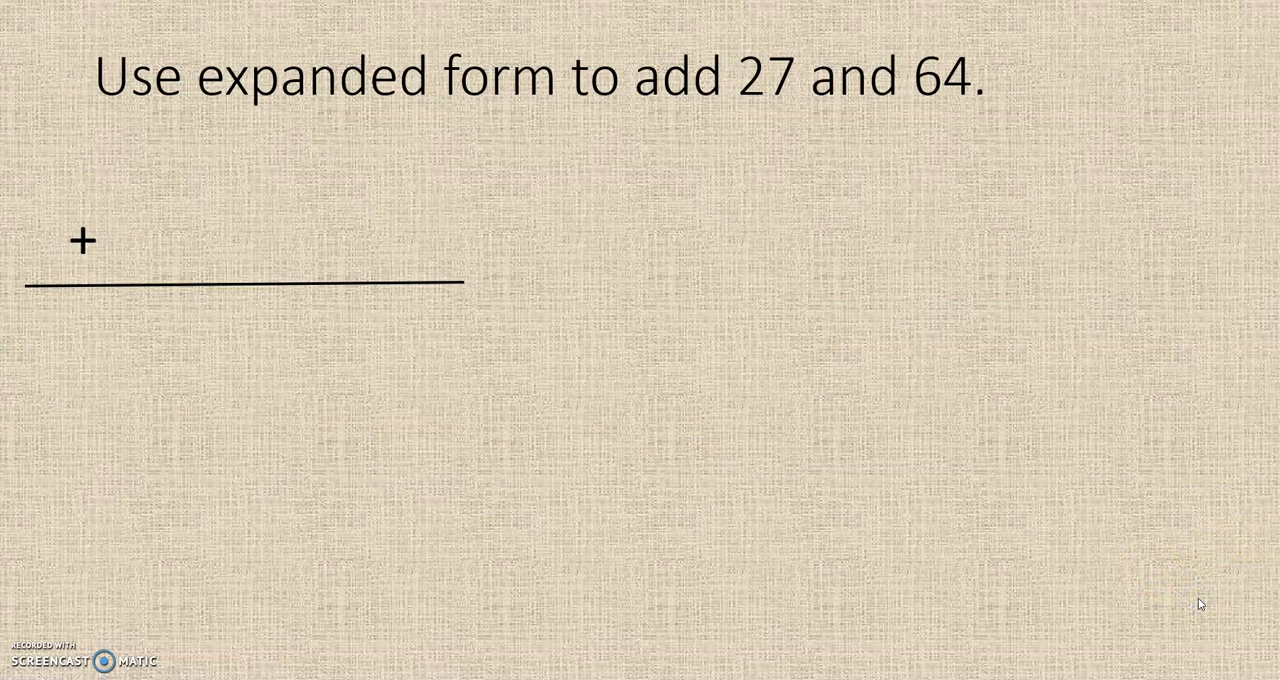 Use expanded form to add 27 and 64.
+
RECORDED WITH
SCREENCAST MATIC